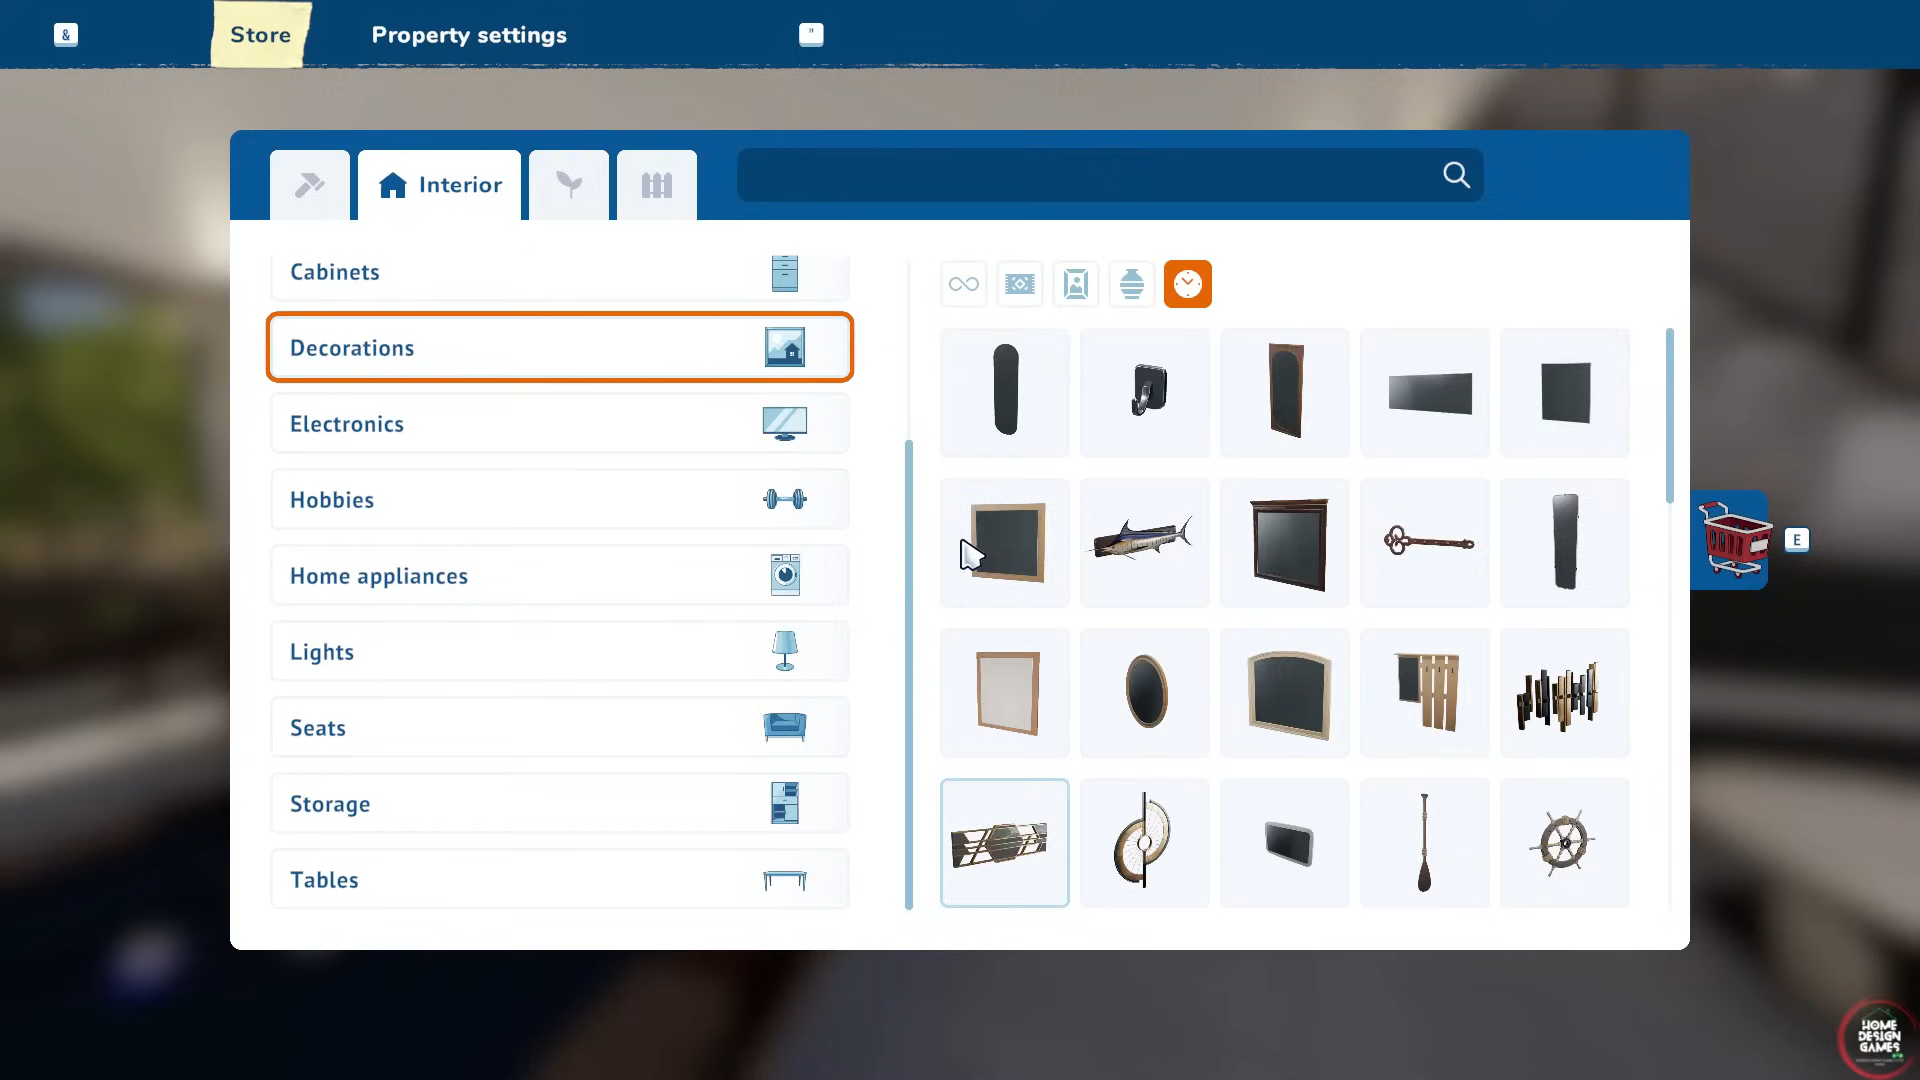 &
Store
Property settings
"
Interior
Cabinets
Decorations
Electronics
Hobbies
Home appliances
Lights
Seats
Storage
Tables
E
HOME
DESIGN
GAMES